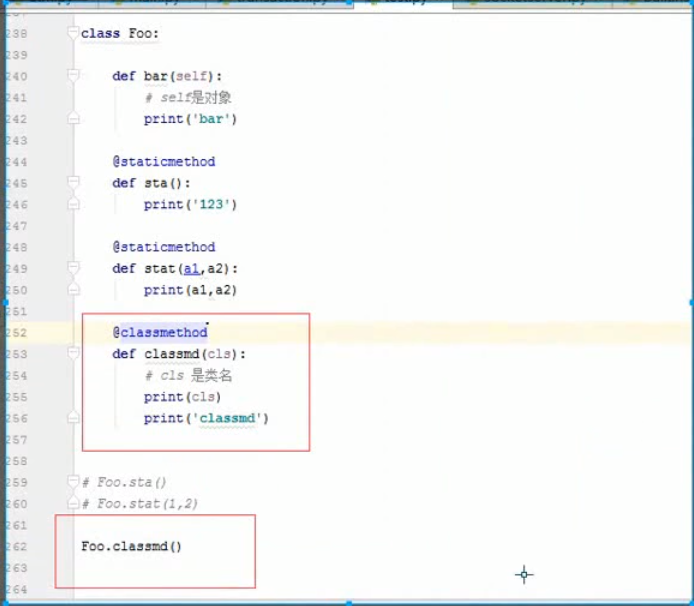 238 class Foo:
239
240 def bar(self):
241 # self是对象
242 print('bar')
243
244 @staticmethod
245 def sta():
246 print('123')
247
248 @staticmethod
249 def stat(a1,a2):
250 print(a1,a2)
251
252 @classmethod
253 def classmd(cls):
254 # cls 是类名
255 print(cls)
256 print('classmd')
257
258
259 # Foo.sta()
260 # Foo.stat(1,2)
261
262 Foo.classmd()
263
264